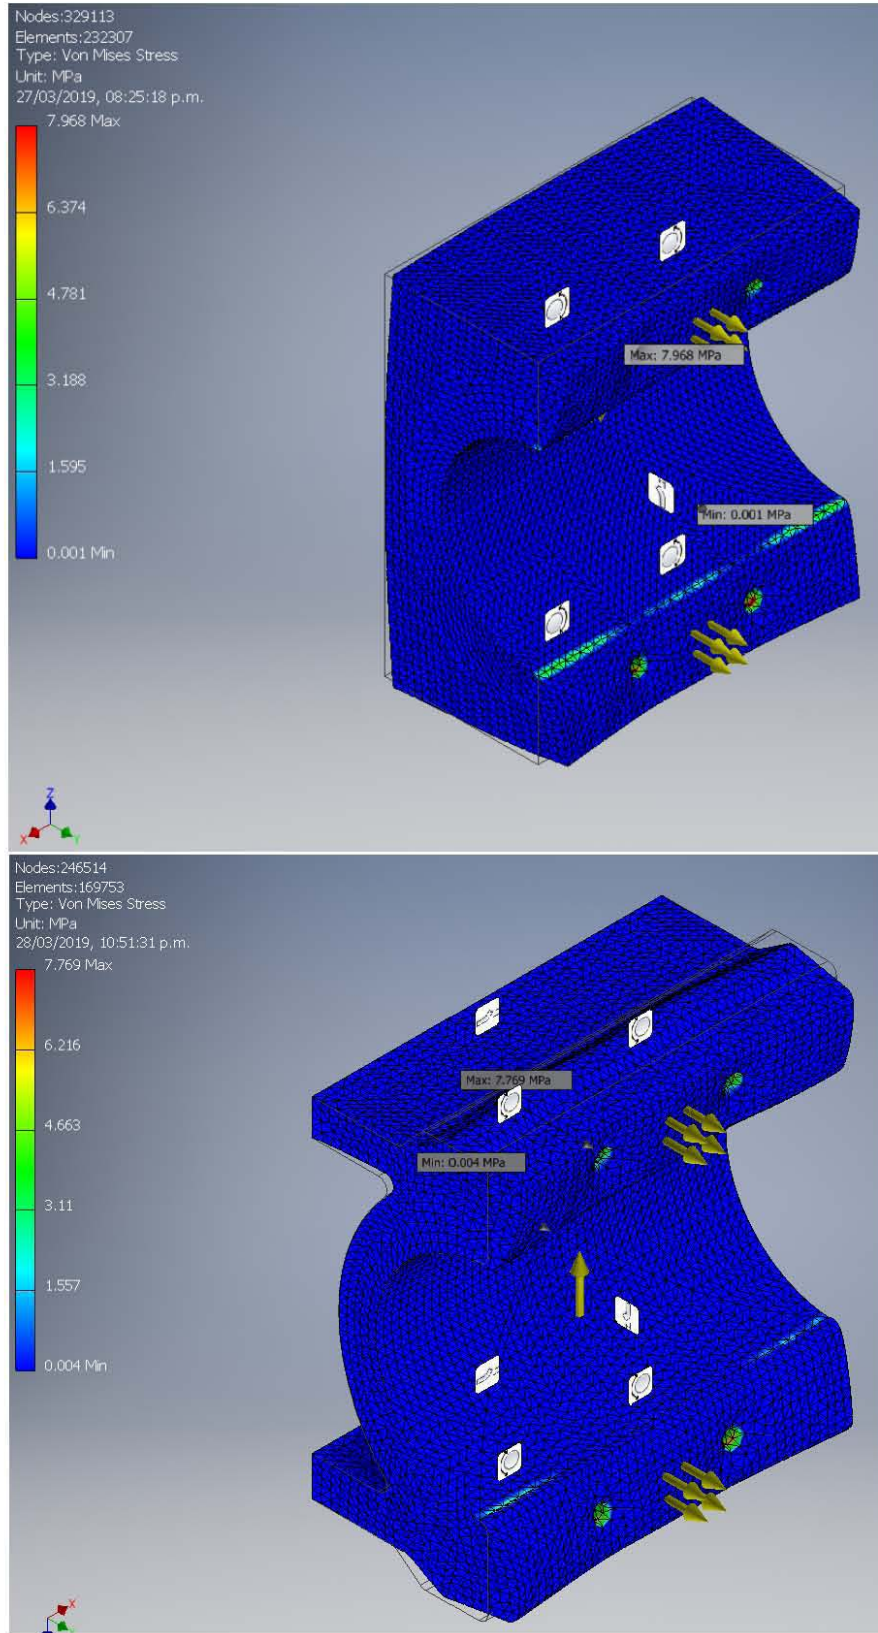 Nodes:329113
Elements:232307
Type: Von Mises Stress
Unit: MPa
27/03/2019, 08:25:18 p.m.
7.968 Max
6.374
4.781
3.188
1.595
0.001 Min
Max: 7.968 MPa
Min: 0.001 MPa
Z
X
Y
Nodes:246514
Elements:169753
Type: Von Mises Stress
Unit: MPa
28/03/2019, 10:51:31 p.m.
7.769 Max
6.216
4.663
3.11
1.557
0.004 Min
Max: 7.769 MPa
Min: 0.004 MPa
X